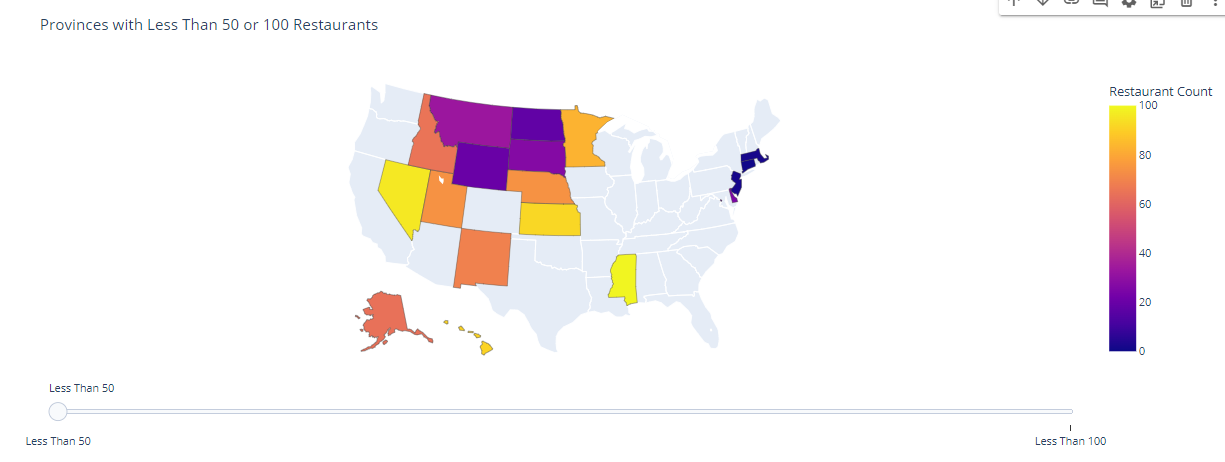 Provinces with Less Than 50 or 100 Restaurants
Restaurant Count
100
80
60
40
20
0
Less Than 50
Less Than 50
Less Than 100